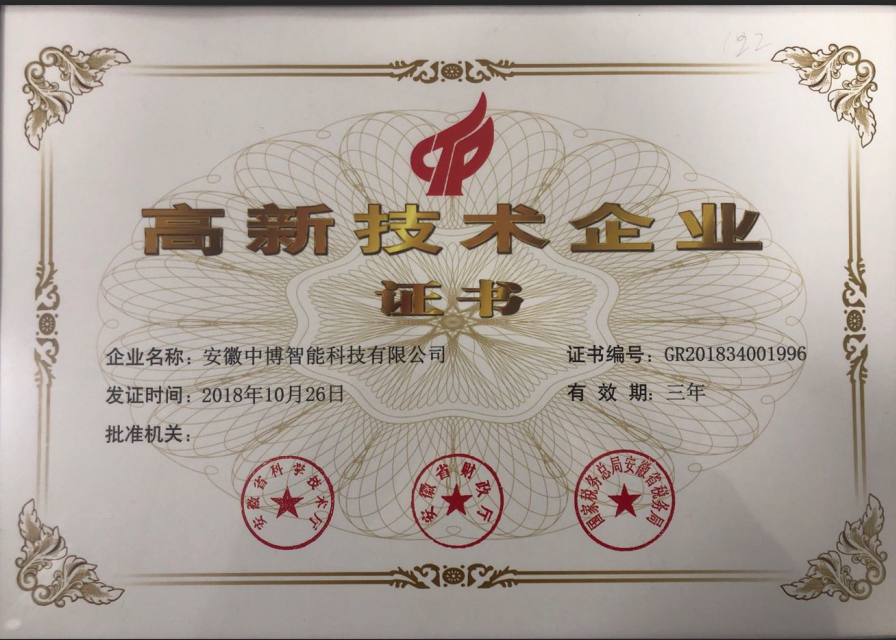 192
高新技术企业
证书
企业名称：安徽中博智能科技有限公司
证书编号：GR201834001996
发证时间：2018年10月26日
有 效 期：三年
批准机关：
安徽省科学技术厅
安徽省财政厅
国家税务总局安徽省税务局